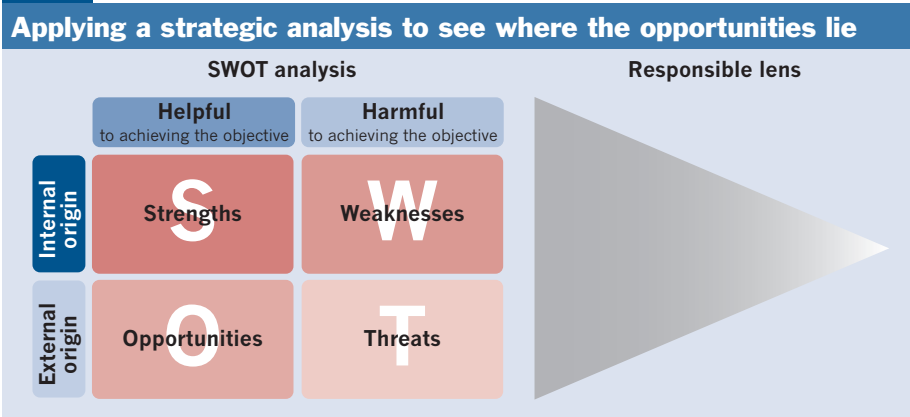 Applying a strategic analysis to see where the opportunities lie
SWOT analysis
Responsible lens
Helpful
to achieving the objective
Harmful
to achieving the objective
Internal
origin
S
Strengths
W
Weaknesses
External
origin
O
Opportunities
T
Threats